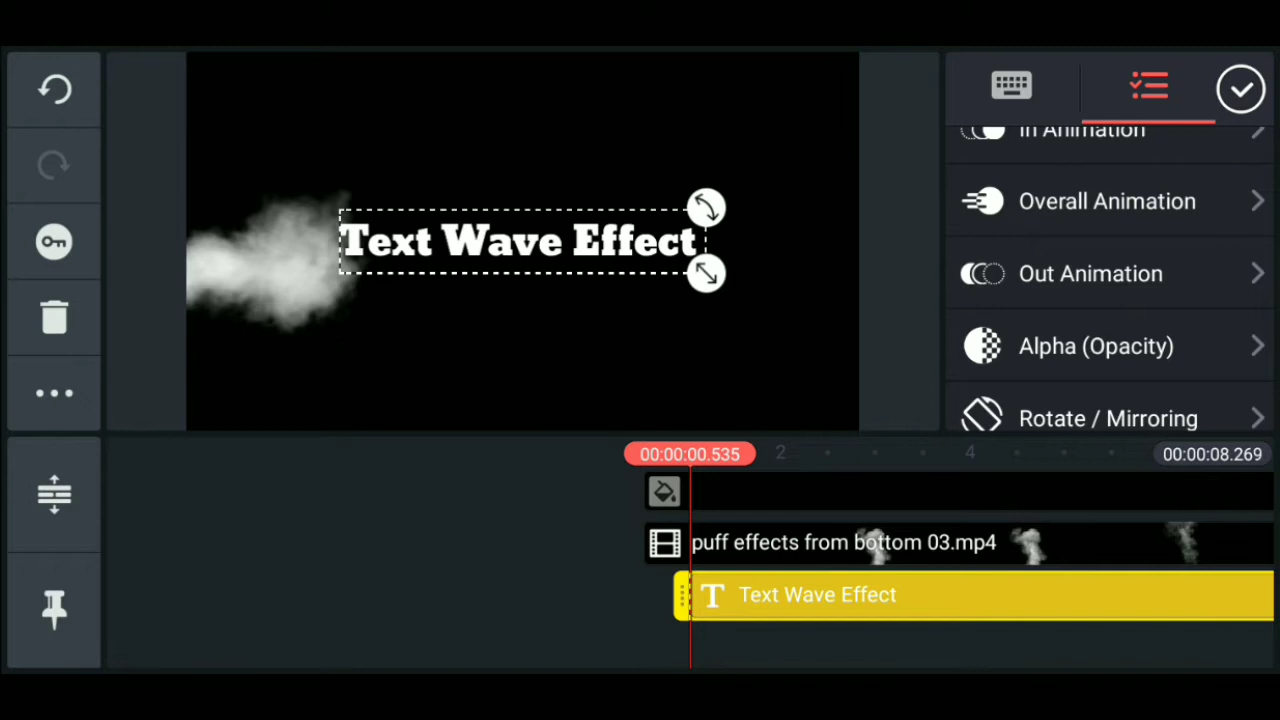 In Animation
Text Wave Effect
Overall Animation
Out Animation
Alpha (Opacity)
Rotate / Mirroring
00:00:00.535
2
4
00:00:08.269
puff effects from bottom 03.mp4
T Text Wave Effect